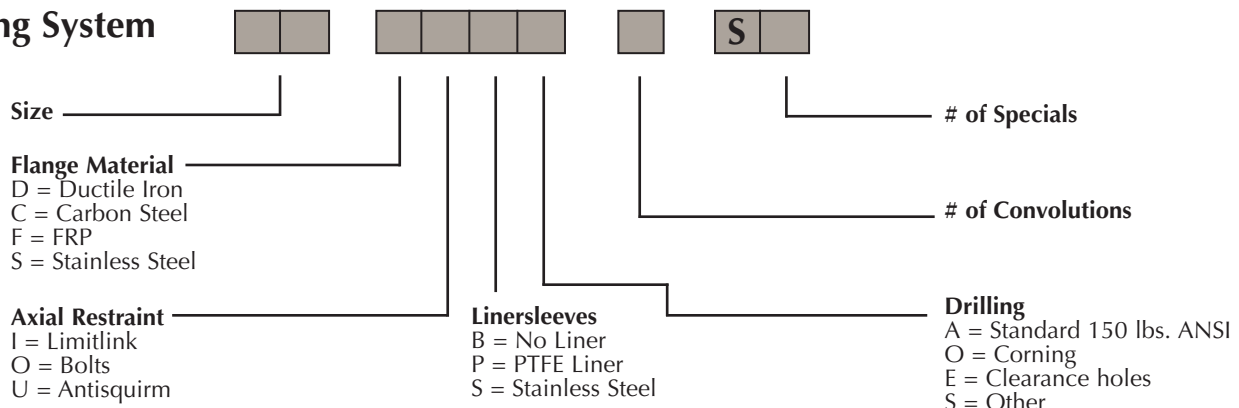 ng System
S
Size
# of Specials
Flange Material
D = Ductile Iron
C = Carbon Steel
F = FRP
S = Stainless Steel
# of Convolutions
Axial Restraint
I = Limitlink
O = Bolts
U = Antisquirm
Linersleeves
B = No Liner
P = PTFE Liner
S = Stainless Steel
Drilling
A = Standard 150 lbs. ANSI
O = Corning
E = Clearance holes
S = Other